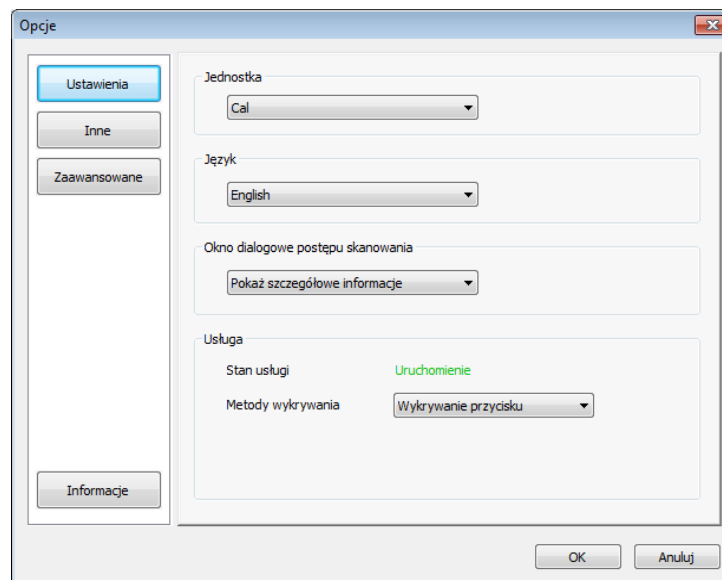 Opcje
Ustawienia
Inne
Zaawansowane
Informacje
Jednostka
Cal
Język
English
Okno dialogowe postępu skanowania
Pokaż szczegółowe informacje
Usługa
Stan usługi Uruchomienie
Metody wykrywania Wykrywanie przycisku
OK Anuluj